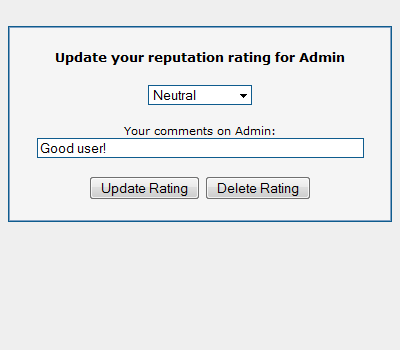 Update your reputation rating for Admin
Neutral
Your comments on Admin:
Good user!
Update Rating Delete Rating